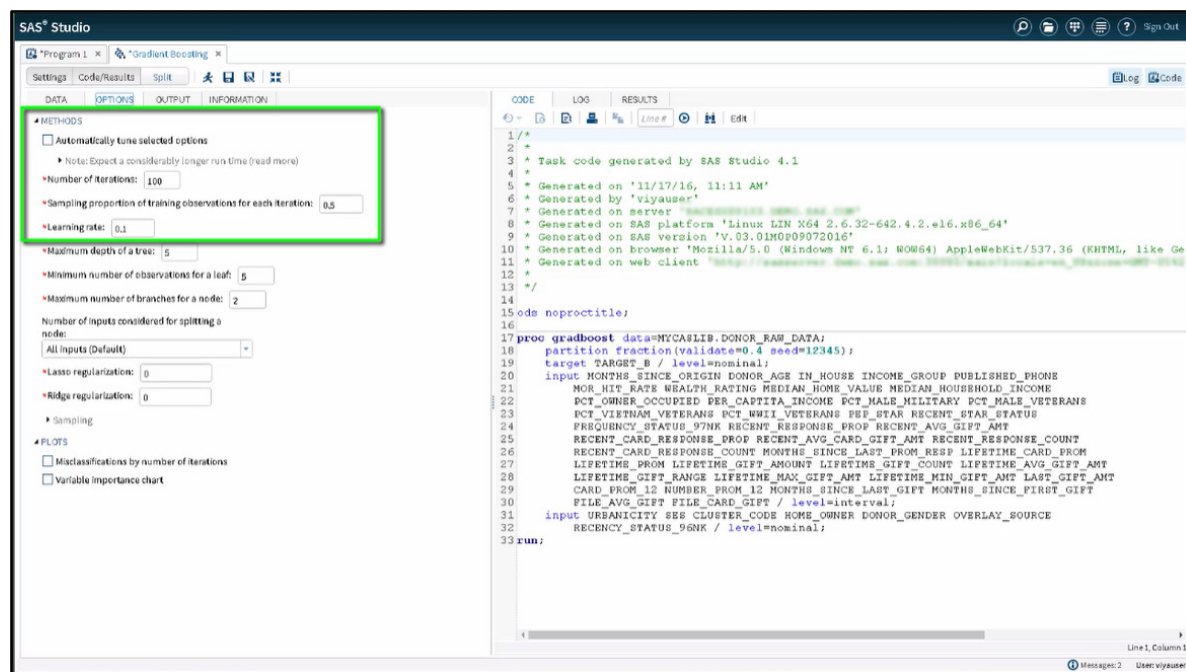 SAS® Studio
Sign Out
*Program 1 ×
*Gradient Boosting ×
Settings Code/Results Split
Log Code
DATA OPTIONS OUTPUT INFORMATION
METHODS
Automatically tune selected options
Note: Expect a considerably longer run time (read more)
*Number of iterations: 100
*Sampling proportion of training observations for each iteration: 0.5
*Learning rate: 0.1
*Maximum depth of a tree: 5
*Minimum number of observations for a leaf: 5
*Maximum number of branches for a node: 2
Number of inputs considered for splitting a
node:
All inputs (Default)
*Lasso regularization: 0
*Ridge regularization: 0
Sampling
PLOTS
Misclassifications by number of iterations
Variable importance chart
CODE LOG RESULTS
Line # Edit
1 /*
2 *
3 * Task code generated by SAS Studio 4.1
4 *
5 * Generated on '11/17/16, 11:11 AM'
6 * Generated by 'viyauser'
7 * Generated on server
8 * Generated on SAS platform 'Linux LIN X64 2.6.32-642.4.2.el6.x86_64'
9 * Generated on SAS version 'V.03.01M0P09072016'
10 * Generated on browser 'Mozilla/5.0 (Windows NT 6.1; WOW64) AppleWebKit/537.36 (KHTML, like Ge
11 * Generated on web client
12 *
13 */
14
15 ods noproctitle;
16
17 proc gradboost data=MYCASLIB.DONOR_RAW_DATA;
18 partition fraction(validate=0.4 seed=12345);
19 target TARGET_B / level=nominal;
20 input MONTHS_SINCE_ORIGIN DONOR_AGE IN_HOUSE INCOME_GROUP PUBLISHED_PHONE
21 MOR_HIT_RATE WEALTH_RATING MEDIAN_HOME_VALUE MEDIAN_HOUSEHOLD_INCOME
22 PCT_OWNER_OCCUPIED PER_CAPTITA_INCOME PCT_MALE_MILITARY PCT_MALE_VETERANS
23 PCT_VIETNAM_VETERANS PCT_WWII_VETERANS PEP_STAR RECENT_STAR_STATUS
24 FREQUENCY_STATUS_97NK RECENT_RESPONSE_PROP RECENT_AVG_GIFT_AMT
25 RECENT_CARD_RESPONSE_PROP RECENT_AVG_CARD_GIFT_AMT RECENT_RESPONSE_COUNT
26 RECENT_CARD_RESPONSE_COUNT MONTHS_SINCE_LAST_PROM_RESP LIFETIME_CARD_PROM
27 LIFETIME_PROM LIFETIME_GIFT_AMOUNT LIFETIME_GIFT_COUNT LIFETIME_AVG_GIFT_AMT
28 LIFETIME_GIFT_RANGE LIFETIME_MAX_GIFT_AMT LIFETIME_MIN_GIFT_AMT LAST_GIFT_AMT
29 CARD_PROM_12 NUMBER_PROM_12 MONTHS_SINCE_LAST_GIFT MONTHS_SINCE_FIRST_GIFT
30 FILE_AVG_GIFT FILE_CARD_GIFT / level=interval;
31 input URBANICITY SES CLUSTER_CODE HOME_OWNER DONOR_GENDER OVERLAY_SOURCE
32 RECENCY_STATUS_96NK / level=nominal;
33 run;
Line 1, Column 1
Messages: 2 User: viyauser